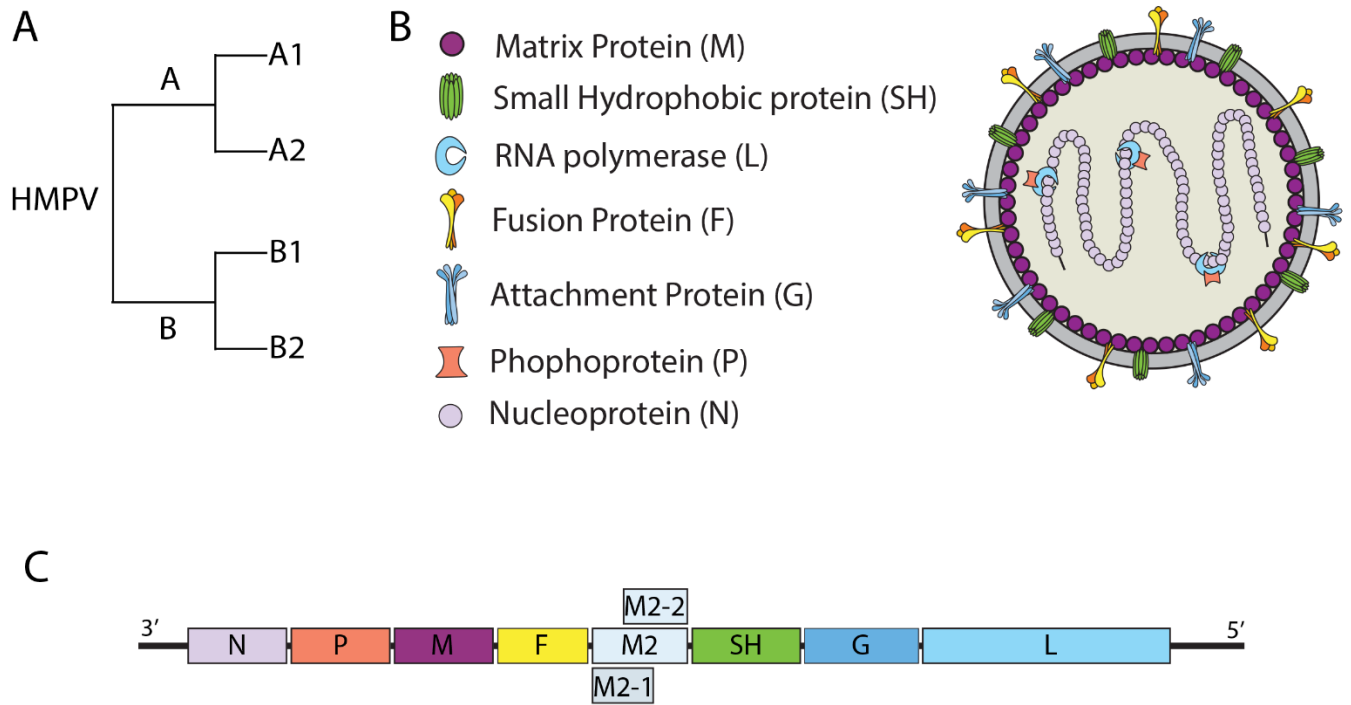 A
HMPV
A
B
A1
A2
B1
B2
B
Matrix Protein (M)
Small Hydrophobic protein (SH)
RNA polymerase (L)
Fusion Protein (F)
Attachment Protein (G)
Phophoprotein (P)
Nucleoprotein (N)
C
3′
N
P
M
F
M2-2
M2
M2-1
SH
G
L
5′